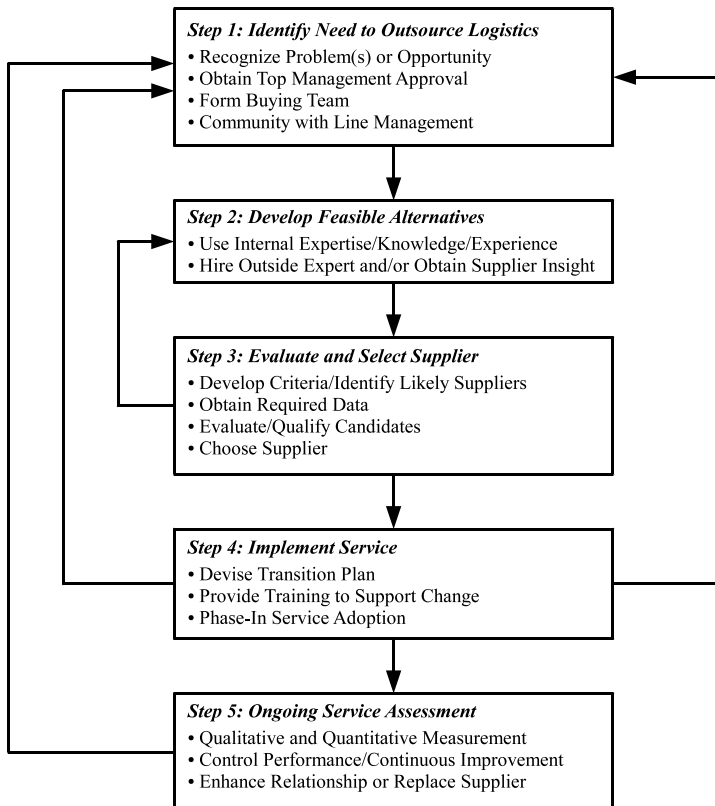 Step 1: Identify Need to Outsource Logistics
• Recognize Problem(s) or Opportunity
• Obtain Top Management Approval
• Form Buying Team
• Community with Line Management
Step 2: Develop Feasible Alternatives
• Use Internal Expertise/Knowledge/Experience
• Hire Outside Expert and/or Obtain Supplier Insight
Step 3: Evaluate and Select Supplier
• Develop Criteria/Identify Likely Suppliers
• Obtain Required Data
• Evaluate/Qualify Candidates
• Choose Supplier
Step 4: Implement Service
• Devise Transition Plan
• Provide Training to Support Change
• Phase-In Service Adoption
Step 5: Ongoing Service Assessment
• Qualitative and Quantitative Measurement
• Control Performance/Continuous Improvement
• Enhance Relationship or Replace Supplier